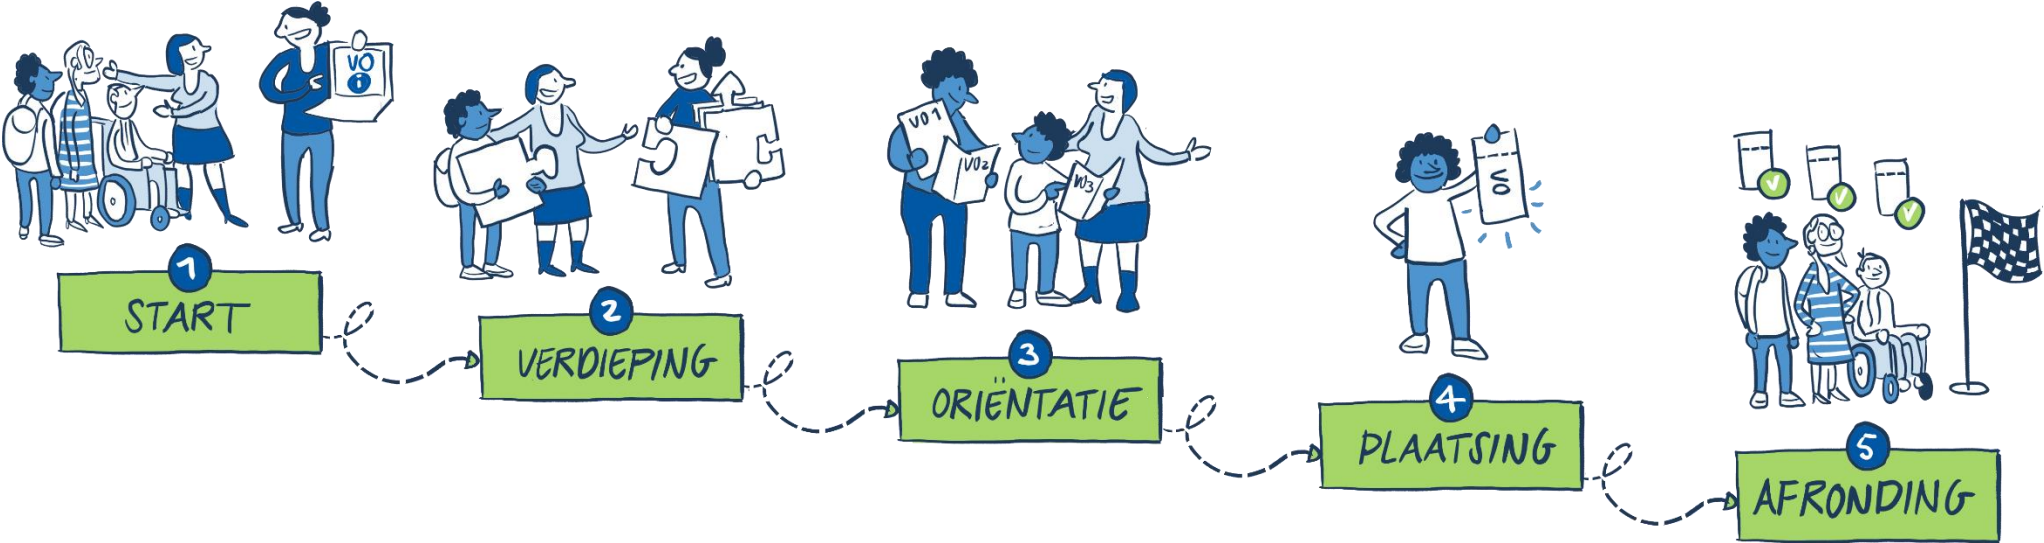 VO
i
1
START
2
VERDIEPING
VO1
VO2
VO3
3
ORIËNTATIE
VO
4
PLAATSING
5
AFRONDING